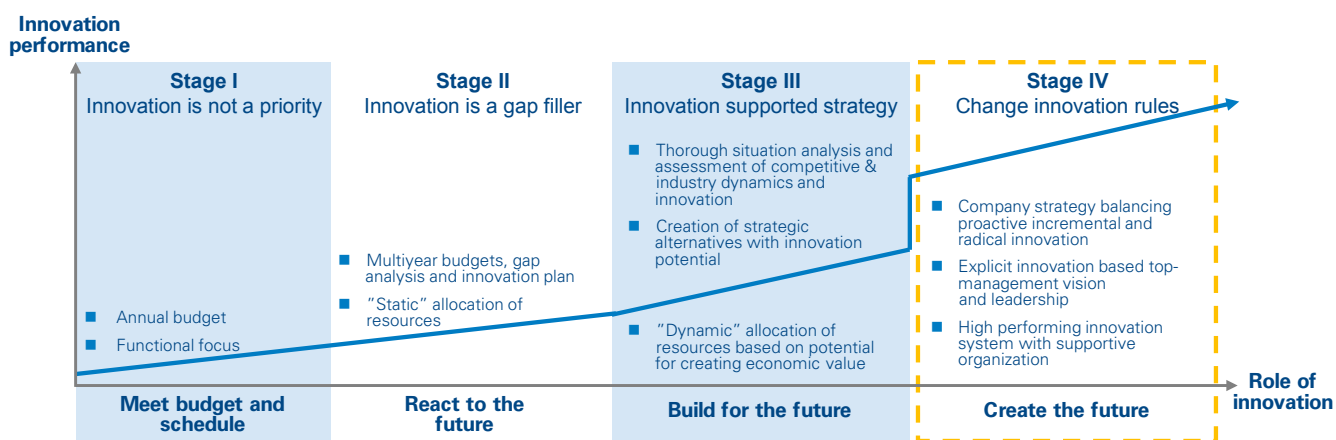 Innovation
performance
Stage I
Innovation is not a priority
Stage II
Innovation is a gap filler
Stage III
Innovation supported strategy
Stage IV
Change innovation rules
Annual budget
Functional focus
Multiyear budgets, gap
analysis and innovation plan
”Static” allocation of
resources
Thorough situation analysis and
assessment of competitive &
industry dynamics and
innovation
Creation of strategic
alternatives with innovation
potential
”Dynamic” allocation of
resources based on potential
for creating economic value
Company strategy balancing
proactive incremental and
radical innovation
Explicit innovation based top-
management vision
and leadership
High performing innovation
system with supportive
organization
Meet budget and
schedule
React to the
future
Build for the future
Create the future
Role of
innovation